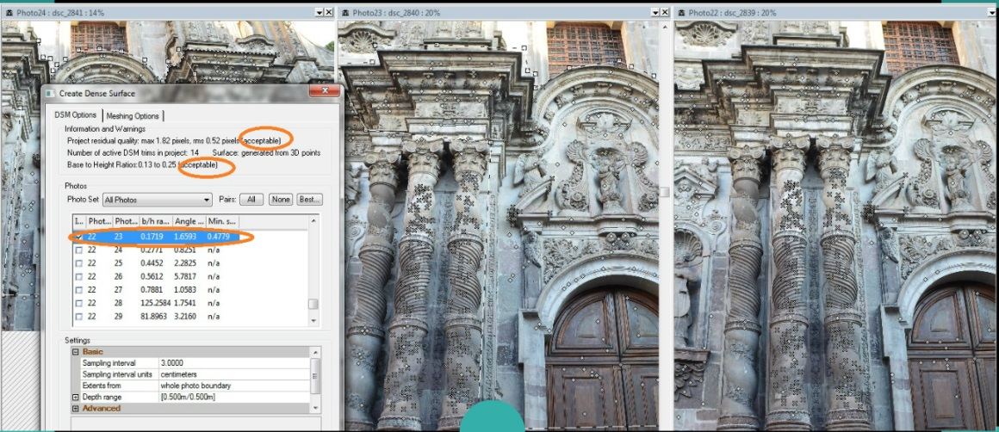 Photo24 : dsc_2841 : 14%
Photo23 : dsc_2840 : 20%
Photo22 : dsc_2839 : 20%
Create Dense Surface
DSM Options Meshing Options
Information and Warnings
Project residual quality: max 1.82 pixels, rms 0.52 pixels (acceptable)
Number of active DSM trims in project: 14 Surface: generated from 3D points
Base to Height Ratios:0.13 to 0.25 (acceptable)
Photos
Photo Set All Photos Pairs: All None Best...
I... Phot... Phot... b/h ra... Angle ... Min. s...
22 23 0.1719 1.6593 0.4779
22 24 0.2771 0.8251 n/a
22 25 0.4452 2.2825 n/a
22 26 0.5612 5.7817 n/a
22 27 0.7881 1.0583 n/a
22 28 125.2584 1.7541 n/a
22 29 81.8963 3.2160 n/a
Settings
Basic
Sampling interval 3.0000
Sampling interval units centimeters
Extents from whole photo boundary
Depth range [0.500m/0.500m]
Advanced